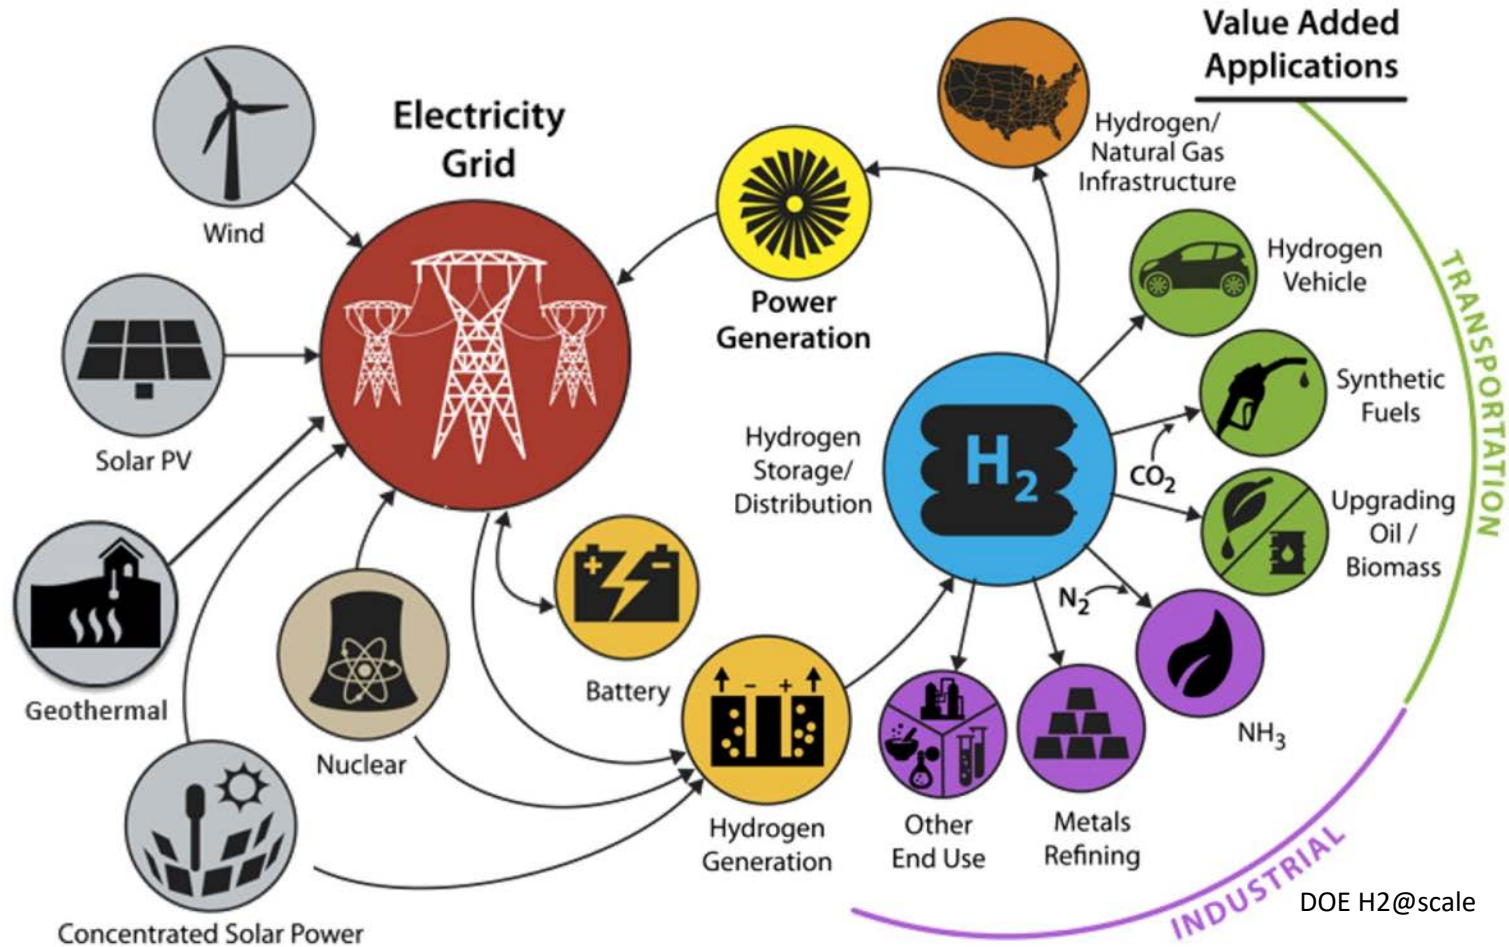 Value Added
Applications
Electricity
Grid
Wind
Solar PV
Geothermal
Concentrated Solar Power
Nuclear
Battery
+ -
Power
Generation
Hydrogen
Generation
- +
Hydrogen
Storage/
Distribution
H2
Hydrogen/
Natural Gas
Infrastructure
Hydrogen
Vehicle
Synthetic
Fuels
CO2
Upgrading
Oil /
Biomass
N2
NH3
Metals
Refining
Other
End Use
TRANSPORTATION
INDUSTRIAL
DOE H2@scale